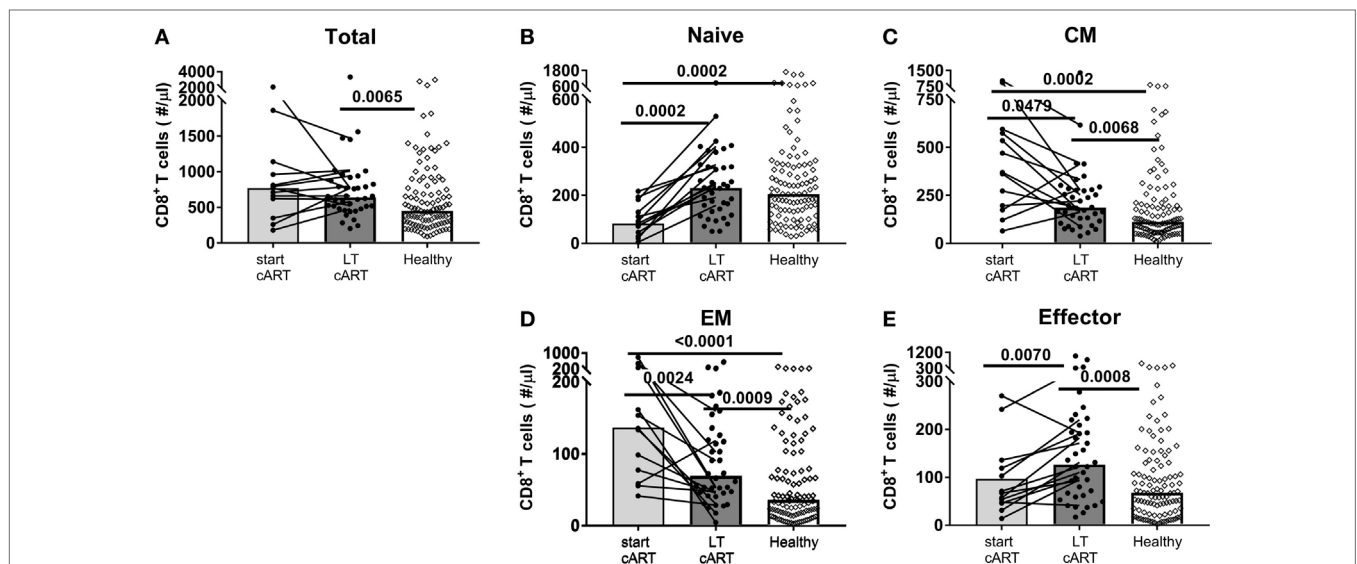 A
Total
CD8+ T cells ( #/µl)
4000
2000
2000
1500
1000
500
0
0.0065
start
cART
LT
cART
Healthy
B
Naive
CD8+ T cells ( #/µl)
1800
600
600
400
200
0
0.0002
0.0002
start
cART
LT
cART
Healthy
C
CM
CD8+ T cells ( #/µl)
1500
750
750
500
250
0
0.0002
0.0479
0.0068
start
cART
LT
cART
Healthy
D
EM
CD8+ T cells ( #/µl)
1000
200
200
100
0
<0.0001
0.0024
0.0009
start
cART
LT
cART
Healthy
E
Effector
CD8+ T cells ( #/µl)
1200
300
300
200
100
0
0.0070
0.0008
start
cART
LT
cART
Healthy